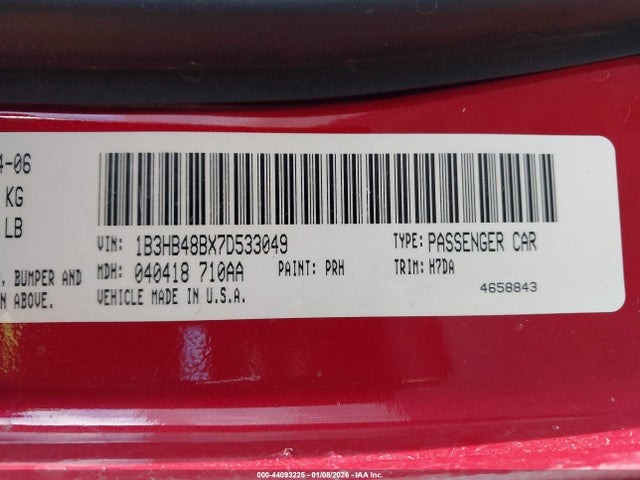 4-06
KG
LB
VIN: 1B3HB48BX7D533049 TYPE: PASSENGER CAR
MDH: 040418 710AA PAINT: PRH TRIM: H7DA
, BUMPER AND VEHICLE MADE IN U.S.A. 4658843
N ABOVE.
000-44093225 - 01/08/2026 - IAA Inc.